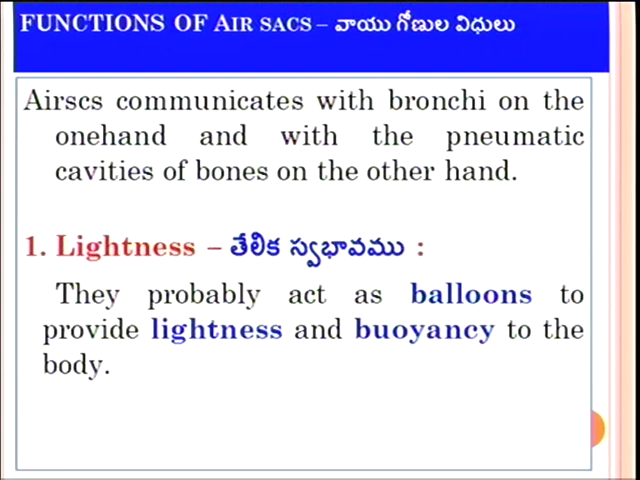 FUNCTIONS OF AIR SACS – వాయు గోణుల విధులు
Airscs communicates with bronchi on the
onehand and with the pneumatic
cavities of bones on the other hand.
1. Lightness – తేలిక స్వభావము :
They probably act as balloons to
provide lightness and buoyancy to the
body.